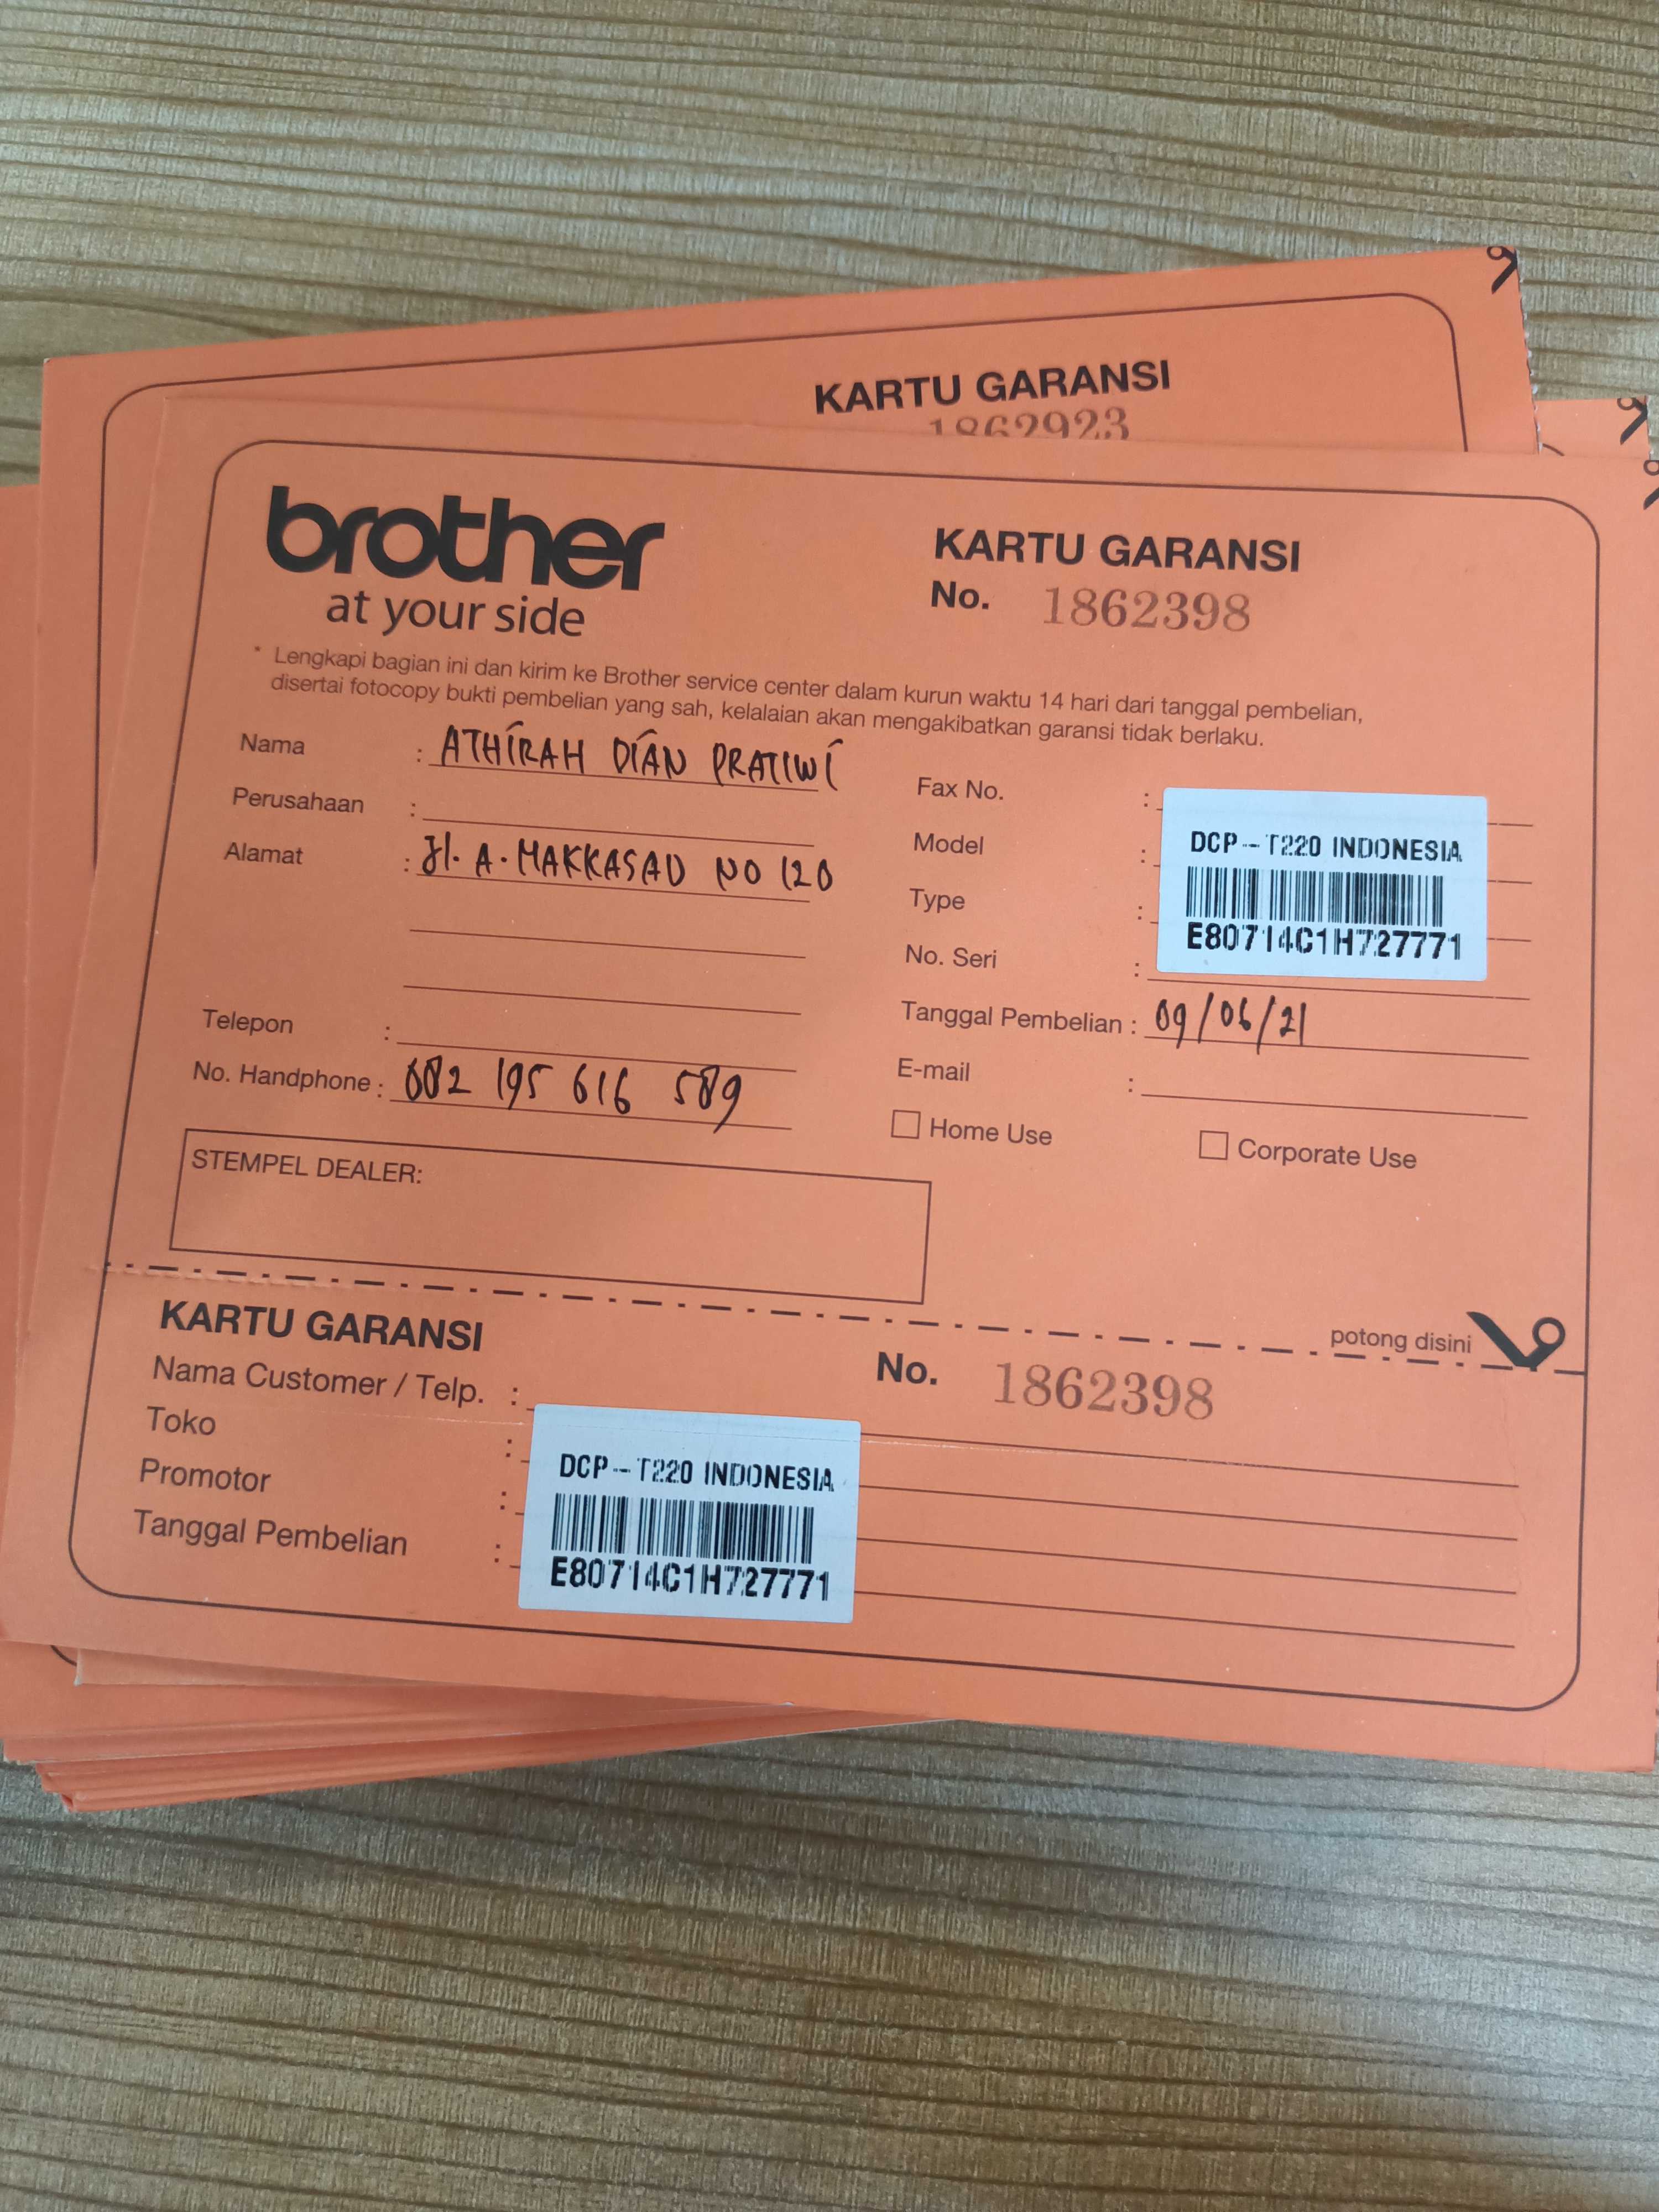 KARTU GARANSI
1862923
brother
at your side
KARTU GARANSI
No. 1862398
* Lengkapi bagian ini dan kirim ke Brother service center dalam kurun waktu 14 hari dari tanggal pembelian,
disertai fotocopy bukti pembelian yang sah, kelalaian akan mengakibatkan garansi tidak berlaku.
Nama : ATHIRAH DIAN PRATIWI
Perusahaan :
Alamat : Jl. A. MAKKASAU NO 120
Telepon :
No. Handphone : 082 195 616 589
Fax No. :
Model :
Type :
No. Seri :
DCP-T220 INDONESIA
E80714C1H727771
Tanggal Pembelian : 09/06/21
E-mail :
Home Use
Corporate Use
STEMPEL DEALER:
potong disini
KARTU GARANSI
No. 1862398
Nama Customer / Telp. :
Toko :
Promotor :
Tanggal Pembelian :
DCP-T220 INDONESIA
E80714C1H727771